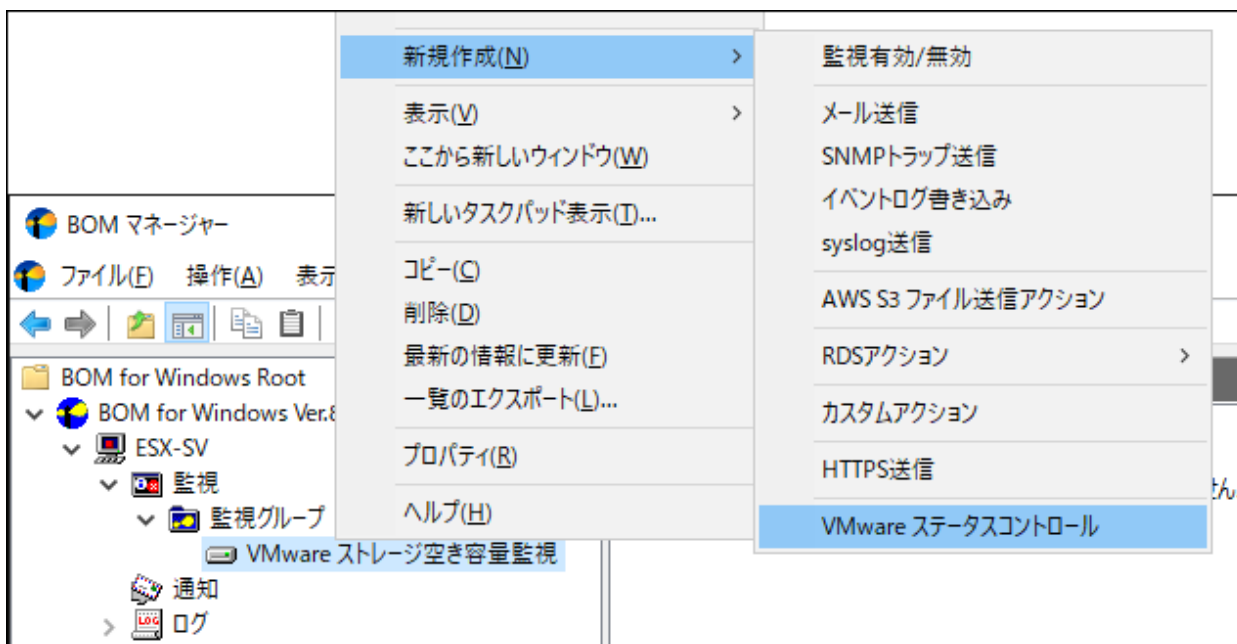 新規作成(N)
表示(V)
ここから新しいウィンドウ(W)
新しいタスクパッド表示(T)...
コピー(C)
削除(D)
最新の情報に更新(F)
一覧のエクスポート(L)...
プロパティ(R)
ヘルプ(H)
監視有効/無効
メール送信
SNMPトラップ送信
イベントログ書き込み
syslog送信
AWS S3 ファイル送信アクション
RDSアクション
カスタムアクション
HTTPS送信
VMware ステータスコントロール
BOM マネージャー
ファイル(F) 操作(A) 表示
BOM for Windows Root
BOM for Windows Ver.8
ESX-SV
監視
監視グループ
VMware ストレージ空き容量監視
通知
LOG ログ
せん